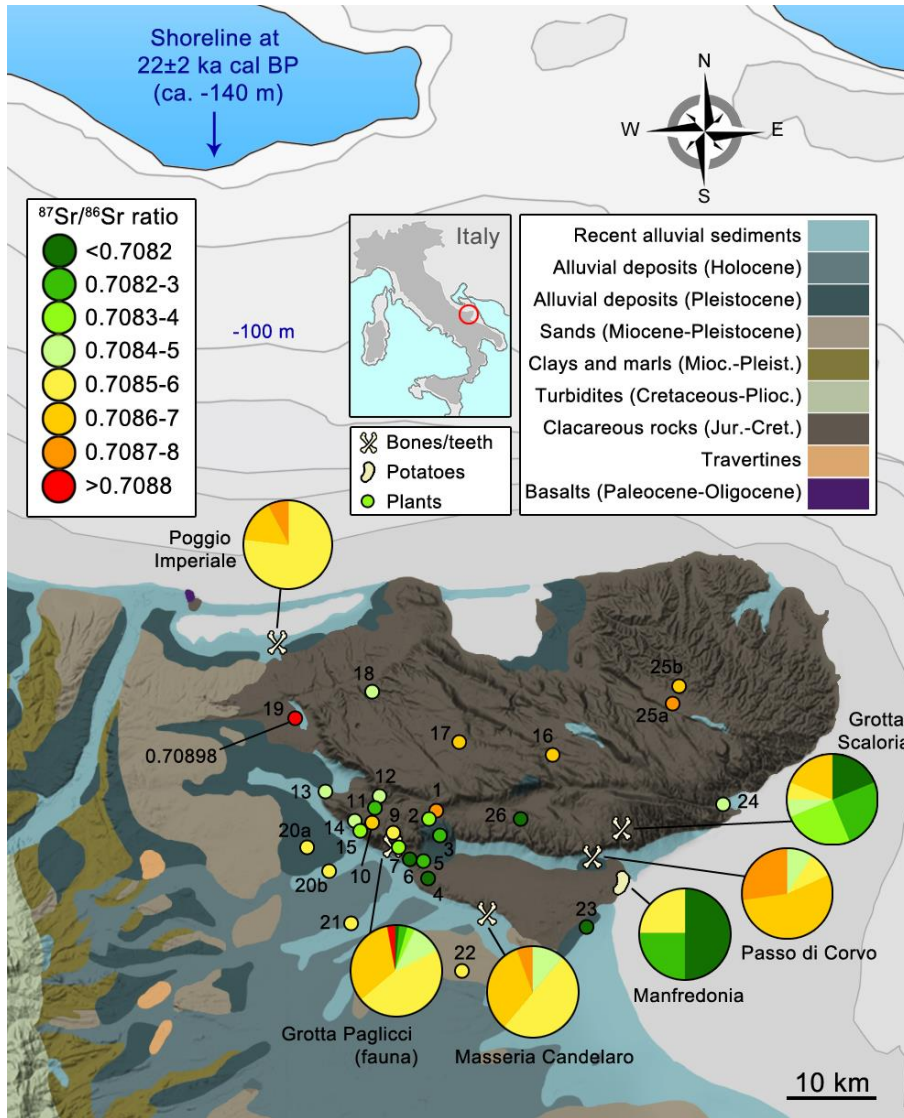 Shoreline at
22±2 ka cal BP
(ca. -140 m)
N
W
E
S
⁸⁷Sr/⁸⁶Sr ratio
<0.7082
0.7082-3
0.7083-4
0.7084-5
0.7085-6
0.7086-7
0.7087-8
>0.7088
-100 m
Italy
Bones/teeth
Potatoes
Plants
Recent alluvial sediments
Alluvial deposits (Holocene)
Alluvial deposits (Pleistocene)
Sands (Miocene-Pleistocene)
Clays and marls (Mioc.-Pleist.)
Turbidites (Cretaceous-Plioc.)
Clacareous rocks (Jur.-Cret.)
Travertines
Basalts (Paleocene-Oligocene)
Poggio
Imperiale
18
25b
25a
19
0.70898
17
16
Grotta
Scaloria
13
12
11
1
2
9
26
24
14
15
10
3
20a
7
6
5
4
20b
21
22
23
Passo di Corvo
Manfredonia
Grotta Paglicci
(fauna)
Masseria Candelaro
10 km